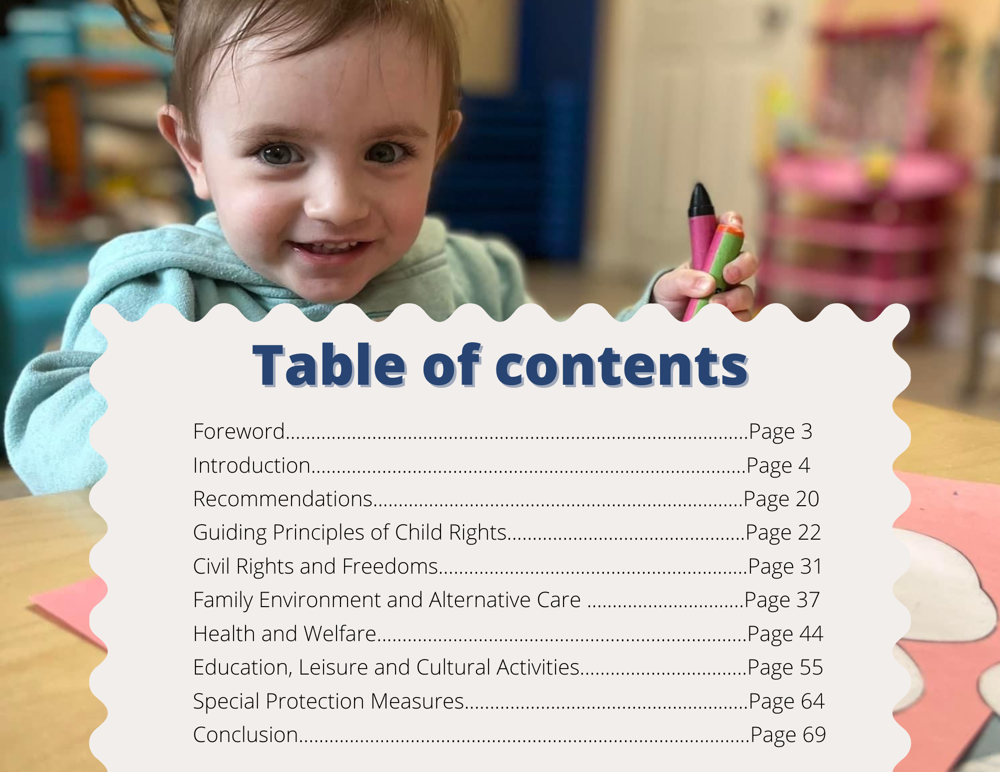 Table of contents
Foreword...........................................................................................Page 3
Introduction.....................................................................................Page 4
Recommendations........................................................................Page 20
Guiding Principles of Child Rights..............................................Page 22
Civil Rights and Freedoms............................................................Page 31
Family Environment and Alternative Care ...............................Page 37
Health and Welfare.........................................................................Page 44
Education, Leisure and Cultural Activities.................................Page 55
Special Protection Measures........................................................Page 64
Conclusion.........................................................................................Page 69